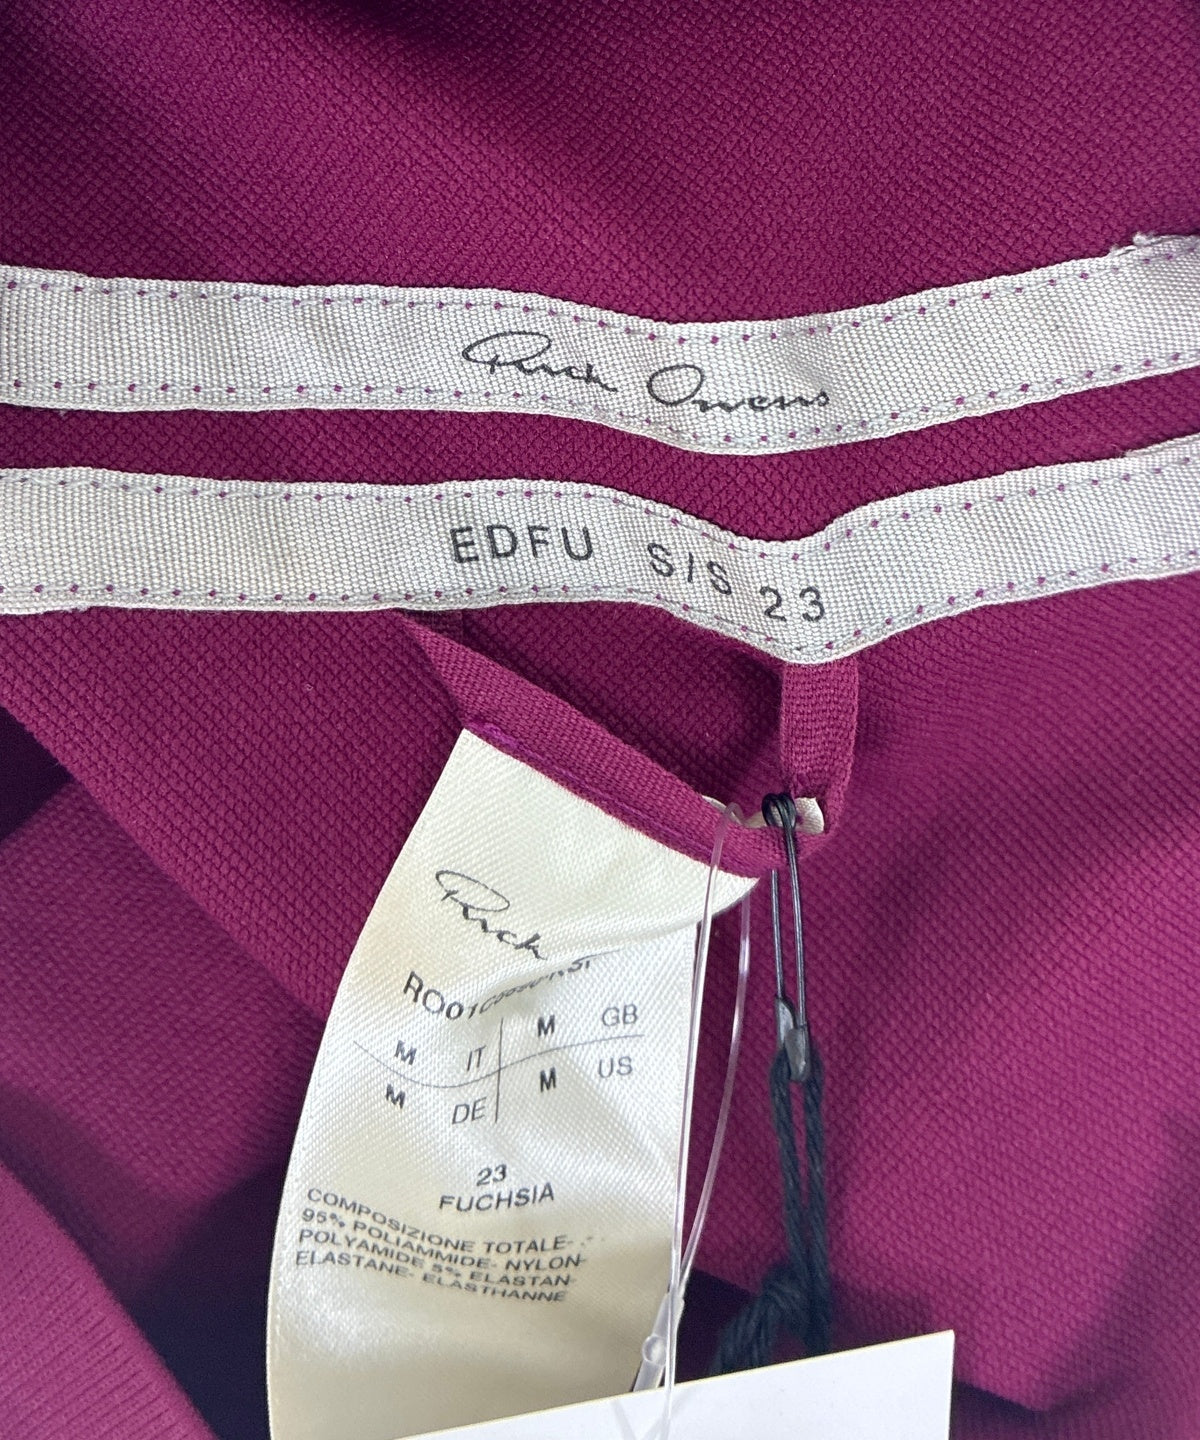 Rick Owens
EDFU S/S 23
Rick
M IT M GB
M DE M US
23
FUCHSIA
COMPOSIZIONE TOTALE-
95% POLIAMMIDE- NYLON-
POLYAMIDE 5% ELASTAN-
ELASTANE- ELASTHANNE